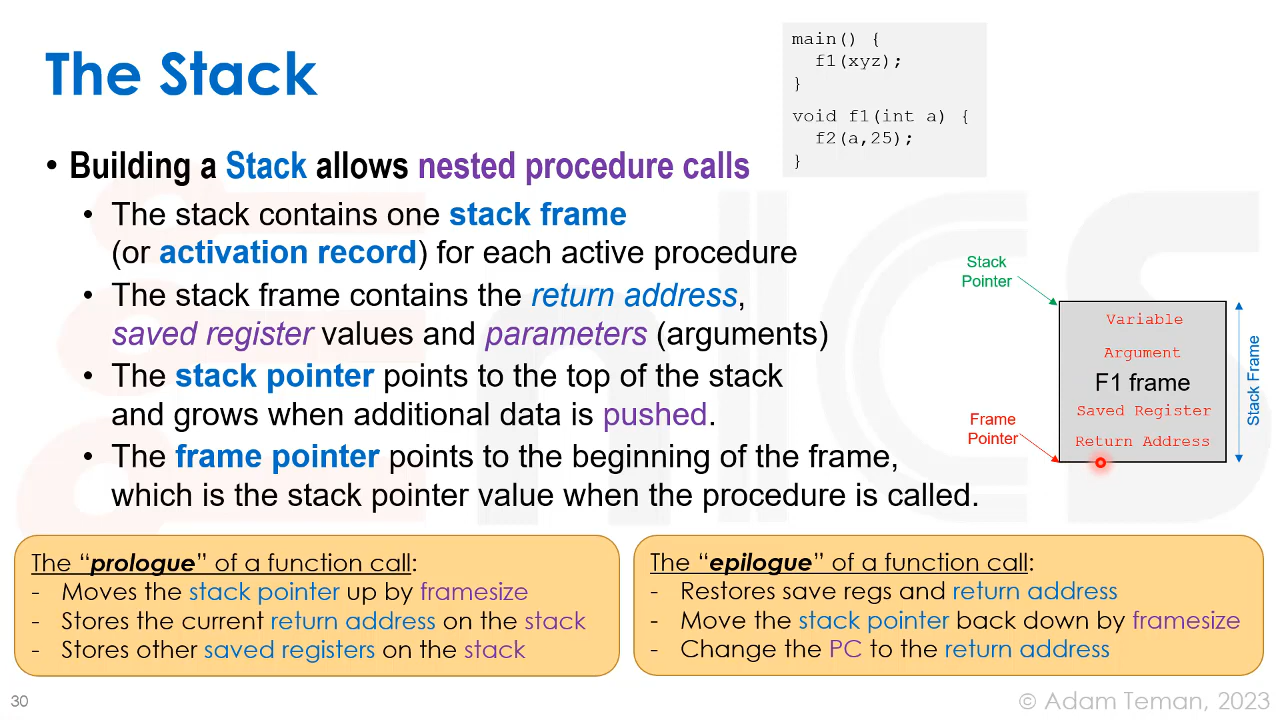 The Stack
main() {
f1(xyz);
}
void f1(int a) {
f2(a,25);
}
• Building a Stack allows nested procedure calls
• The stack contains one stack frame
(or activation record) for each active procedure
• The stack frame contains the return address,
saved register values and parameters (arguments)
• The stack pointer points to the top of the stack
and grows when additional data is pushed.
• The frame pointer points to the beginning of the frame,
which is the stack pointer value when the procedure is called.
Stack
Pointer
Variable
Argument
F1 frame
Saved Register
Return Address
Frame
Pointer
Stack Frame
The “prologue” of a function call:
- Moves the stack pointer up by framesize
- Stores the current return address on the stack
- Stores other saved registers on the stack
The “epilogue” of a function call:
- Restores save regs and return address
- Move the stack pointer back down by framesize
- Change the PC to the return address
30
© Adam Teman, 2023